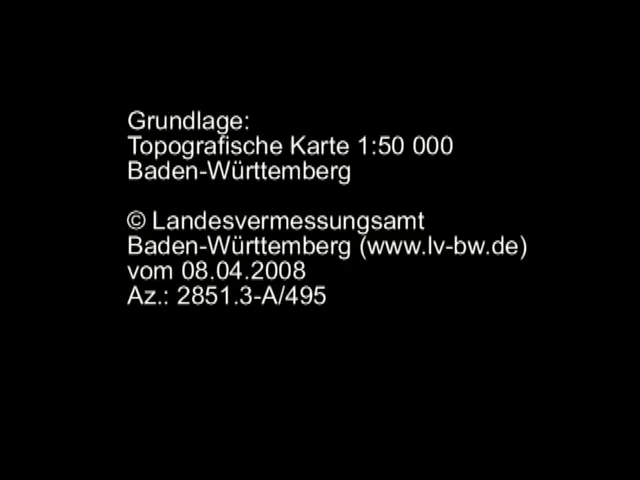 Grundlage:
Topografische Karte 1:50 000
Baden-Württemberg
© Landesvermessungsamt
Baden-Württemberg (www.lv-bw.de)
vom 08.04.2008
Az.: 2851.3-A/495